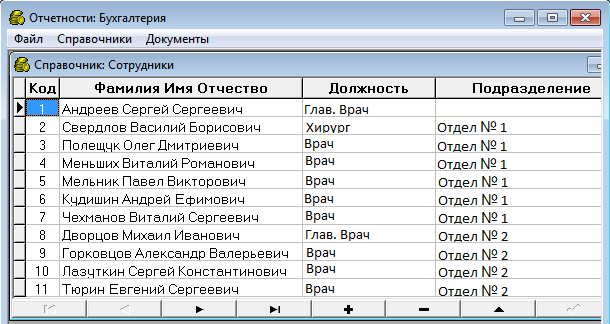 Отчетности: Бухгалтерия
Файл Справочники Документы
Справочник: Сотрудники
Код Фамилия Имя Отчество Должность Подразделение
1 Андреев Сергей Сергеевич Глав. Врач
2 Свердлов Василий Борисович Хирург Отдел № 1
3 Полещук Олег Дмитриевич Врач Отдел № 1
4 Меньших Виталий Романович Врач Отдел № 1
5 Мельник Павел Викторович Врач Отдел № 1
6 Кудишин Андрей Ефимович Врач Отдел № 1
7 Чехманов Виталий Сергеевич Врач Отдел № 1
8 Дворцов Михаил Иванович Глав. Врач Отдел № 2
9 Горковцов Александр Валерьевич Врач Отдел № 2
10 Лазуткин Сергей Константинович Врач Отдел № 2
11 Тюрин Евгений Сергеевич Врач Отдел № 2